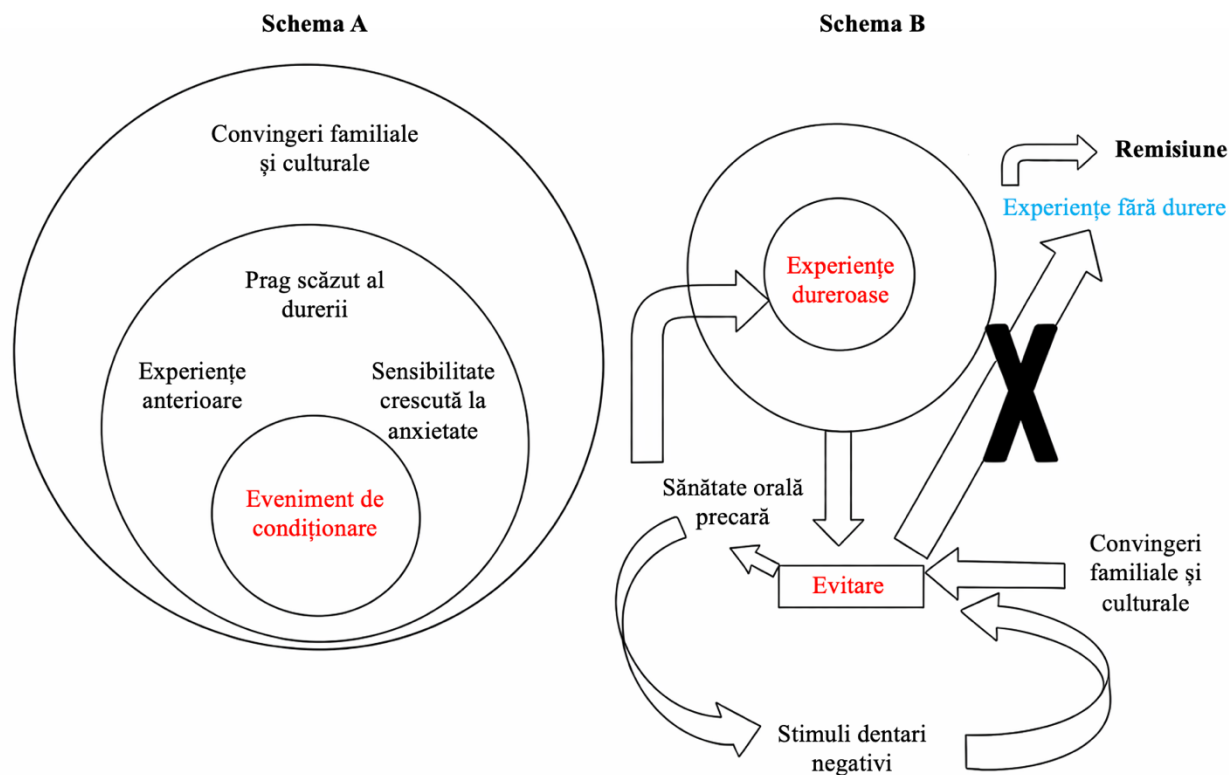 Schema A
Convingeri familiale
și culturale
Prag scăzut al
durerii
Experiențe
anterioare
Sensibilitate
crescută la
anxietate
Eveniment de
condiționare
Schema B
Remisiune
Experiențe fără durere
Experiențe
dureroase
Sănătate orală
precară
Evitare
Convingeri
familiale și
culturale
Stimuli dentari
negativi